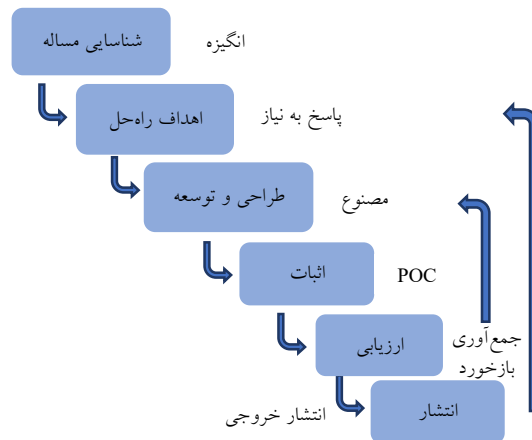 شناسایی مساله
انگیزه
اهداف راه‌حل
پاسخ به نیاز
طراحی و توسعه
مصنوع
اثبات
POC
ارزیابی
جمع‌آوری
بازخورد
انتشار
انتشار خروجی